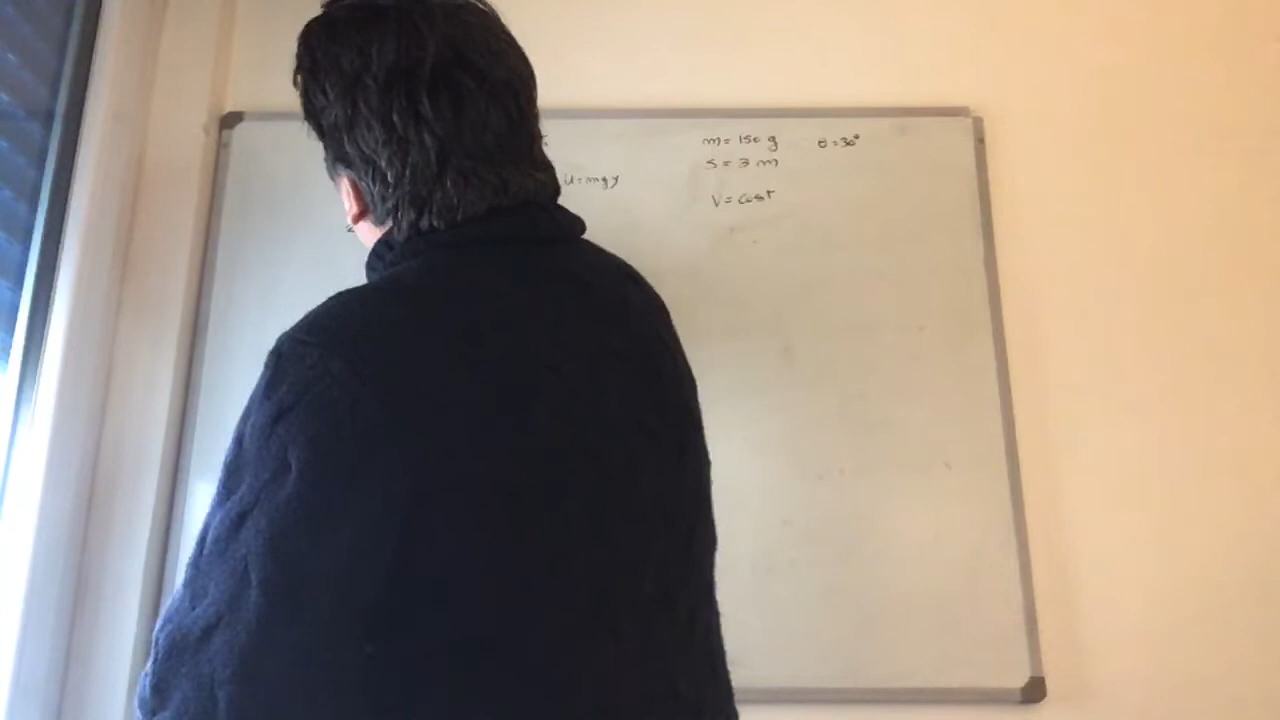 m = 150 g θ = 30°
s = 3 m
U = mgy
V = cost